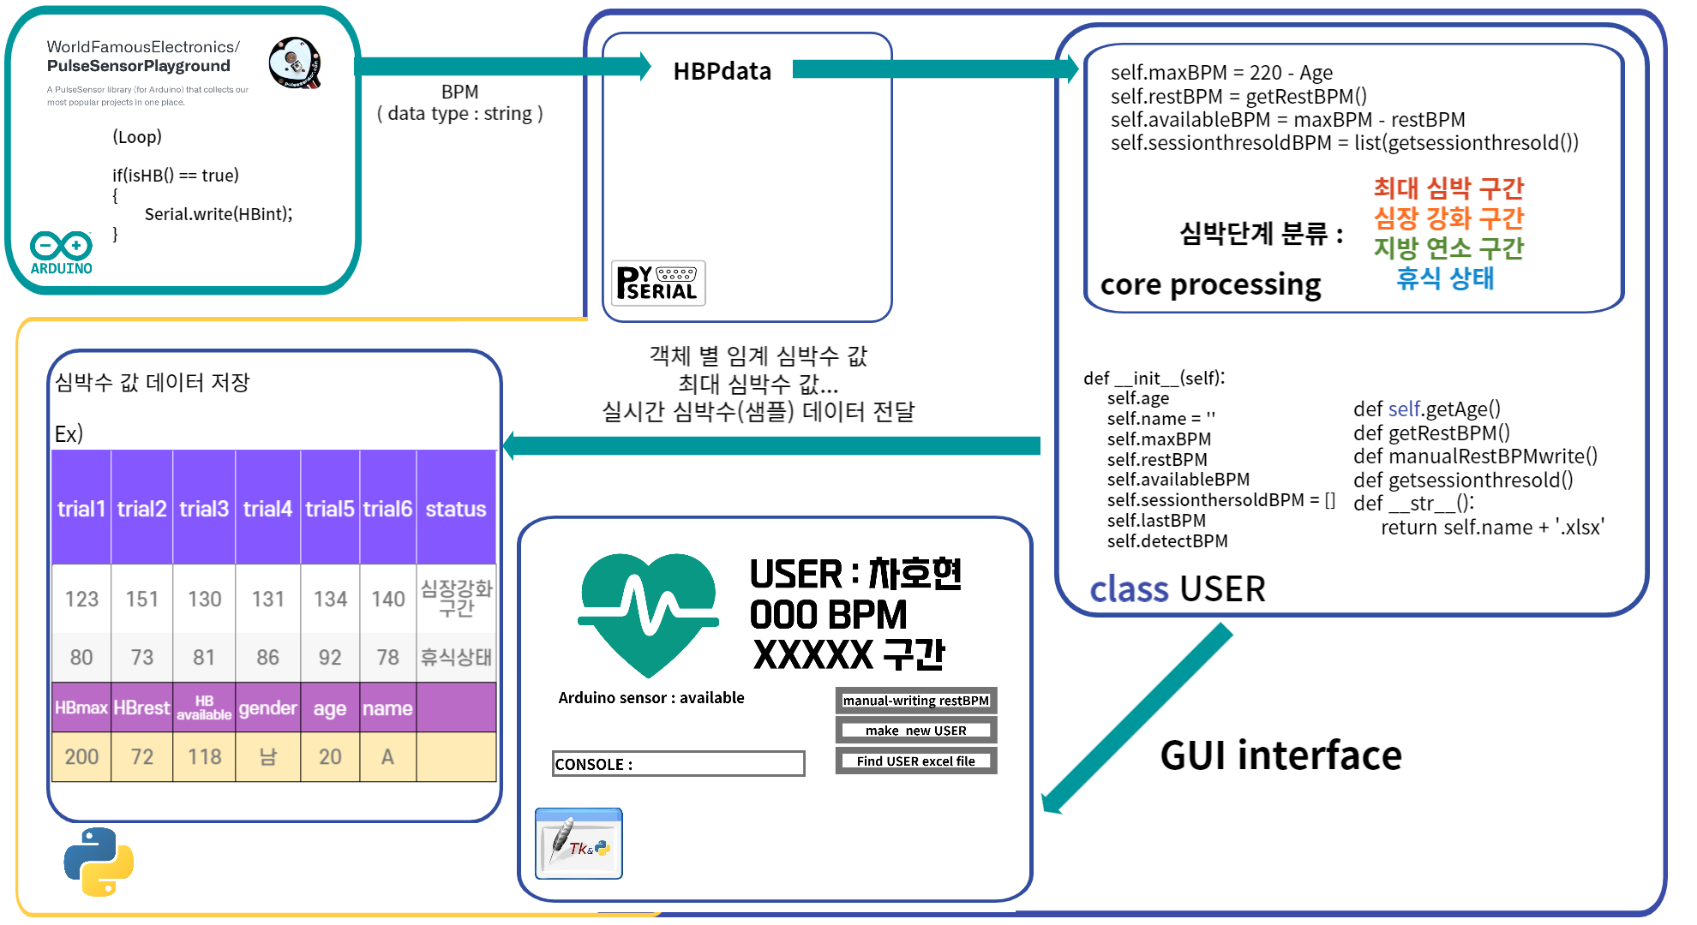 WorldFamousElectronics/
PulseSensorPlayground
A PulseSensor library (for Arduino) that collects our
most popular projects in one place.
(Loop)
if(isHB() == true)
{
Serial.write(HBint);
}
ARDUINO
BPM
( data type : string )
HBPdata
PY SERIAL
self.maxBPM = 220 - Age
self.restBPM = getRestBPM()
self.availableBPM = maxBPM - restBPM
self.sessionthresoldBPM = list(getsessionthresold())
심박단계 분류 :
최대 심박 구간
심장 강화 구간
지방 연소 구간
휴식 상태
core processing
def __init__(self):
self.age
self.name = ''
self.maxBPM
self.restBPM
self.availableBPM
self.sessionthersoldBPM = []
self.lastBPM
self.detectBPM
def self.getAge()
def getRestBPM()
def manualRestBPMwrite()
def getsessionthresold()
def __str__():
return self.name + '.xlsx'
class USER
객체 별 임계 심박수 값
최대 심박수 값...
실시간 심박수(샘플) 데이터 전달
심박수 값 데이터 저장
Ex)
trial1 trial2 trial3 trial4 trial5 trial6 status
123 151 130 131 134 140 심장강화 구간
80 73 81 86 92 78 휴식상태
HBmax HBrest HB available gender age name
200 72 118 남 20 A
USER : 차호현
000 BPM
XXXXX 구간
Arduino sensor : available
manual-writing restBPM
make new USER
Find USER excel file
CONSOLE :
Tk &
GUI interface